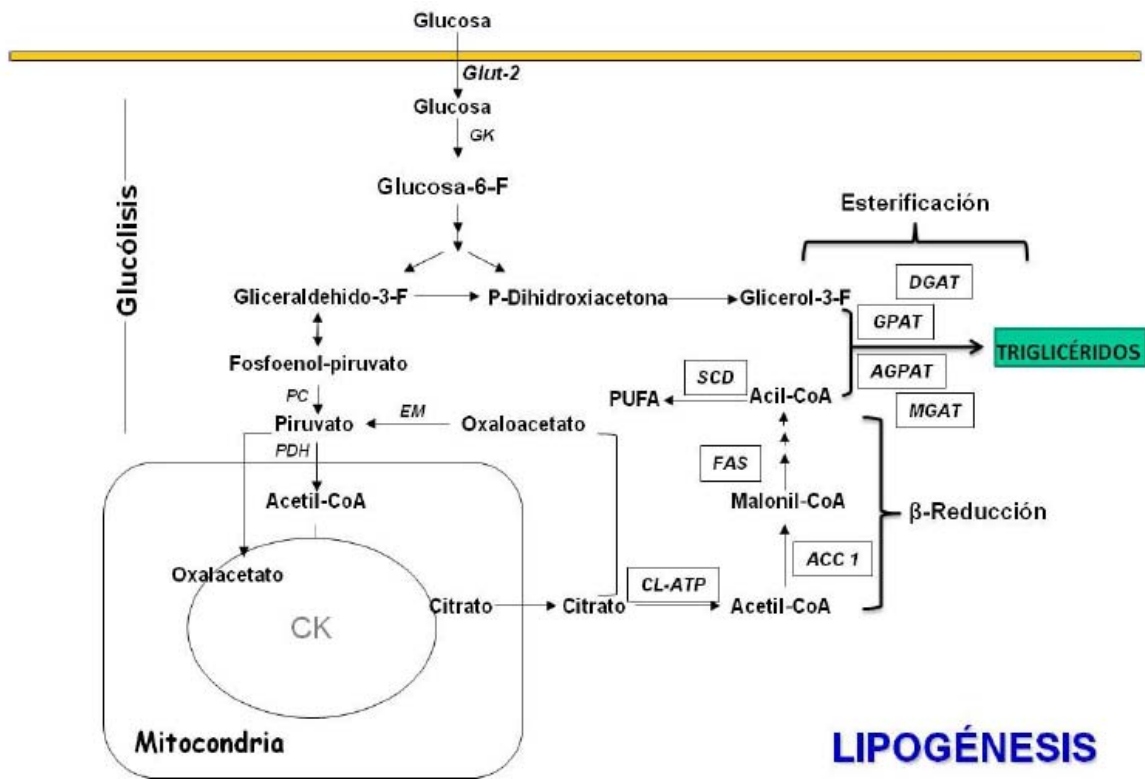 Glucosa
Glut-2
Glucosa
GK
Glucosa-6-F
Glucólisis
Esterificación
DGAT
Gliceraldehido-3-F
P-Dihidroxiacetona
Glicerol-3-F
GPAT
TRIGLICÉRIDOS
Fosfoenol-piruvato
AGPAT
SCD
PUFA
Acil-CoA
MGAT
PC
Piruvato
EM
Oxaloacetato
PDH
FAS
Acetil-CoA
Malonil-CoA
β-Reducción
Oxalacetato
ACC 1
CL-ATP
Citrato
Citrato
Acetil-CoA
CK
Mitocondria
LIPOGÉNESIS